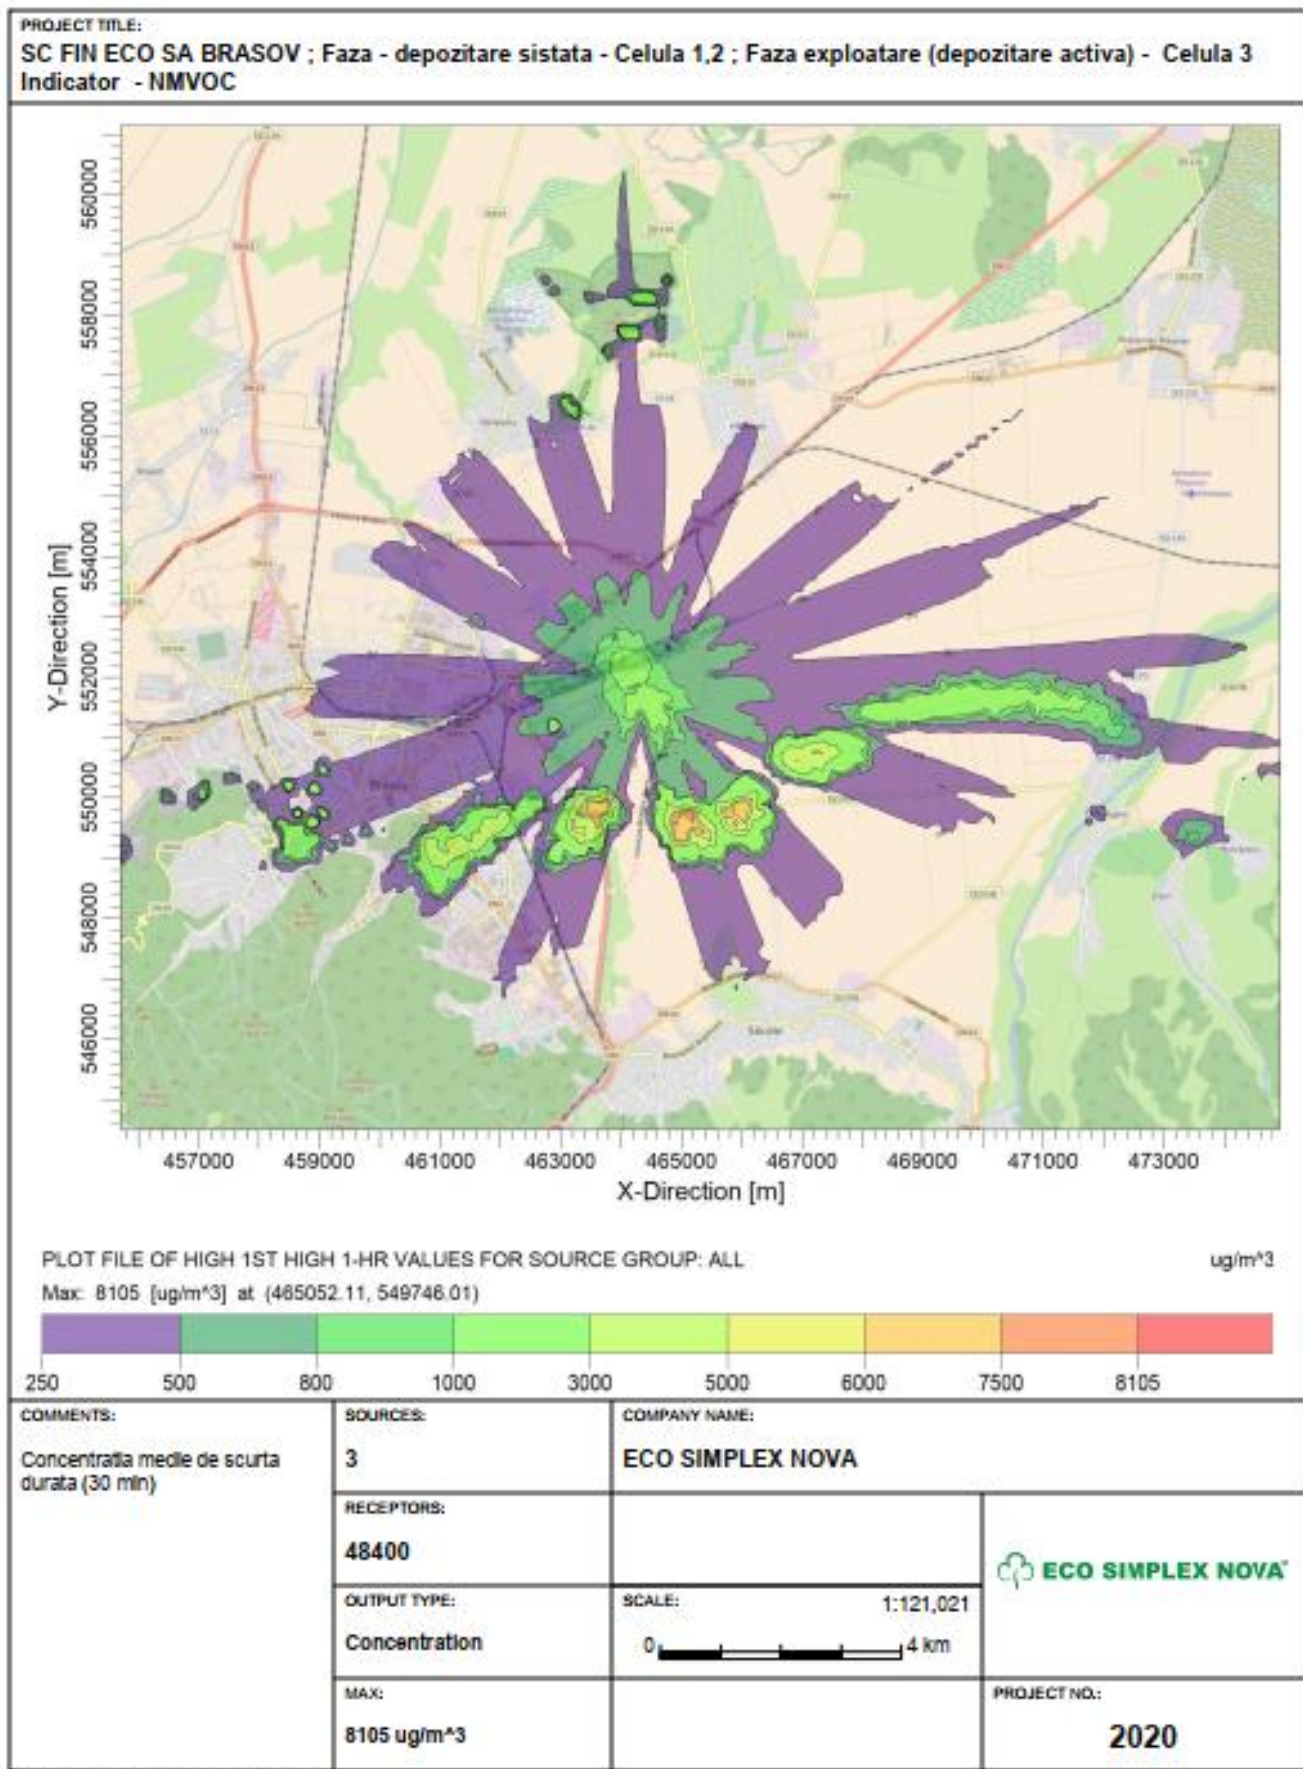 PROJECT TITLE:
SC FIN ECO SA BRASOV ; Faza - depozitare sistata - Celula 1,2 ; Faza exploatare (depozitare activa) - Celula 3
Indicator - NMVOC
Y-Direction [m]
560000
558000
556000
554000
552000
550000
548000
546000
457000 459000 461000 463000 465000 467000 469000 471000 473000
X-Direction [m]
PLOT FILE OF HIGH 1ST HIGH 1-HR VALUES FOR SOURCE GROUP: ALL ug/m^3
Max: 8105 [ug/m^3] at (465052.11, 549746.01)
250 500 800 1000 3000 5000 6000 7500 8105
COMMENTS:
Concentratia medie de scurta
durata (30 min)
SOURCES:
3
COMPANY NAME:
ECO SIMPLEX NOVA
RECEPTORS:
48400
ECO SIMPLEX NOVA
OUTPUT TYPE:
Concentration
SCALE: 1:121,021
0 4 km
MAX:
8105 ug/m^3
PROJECT NO.:
2020